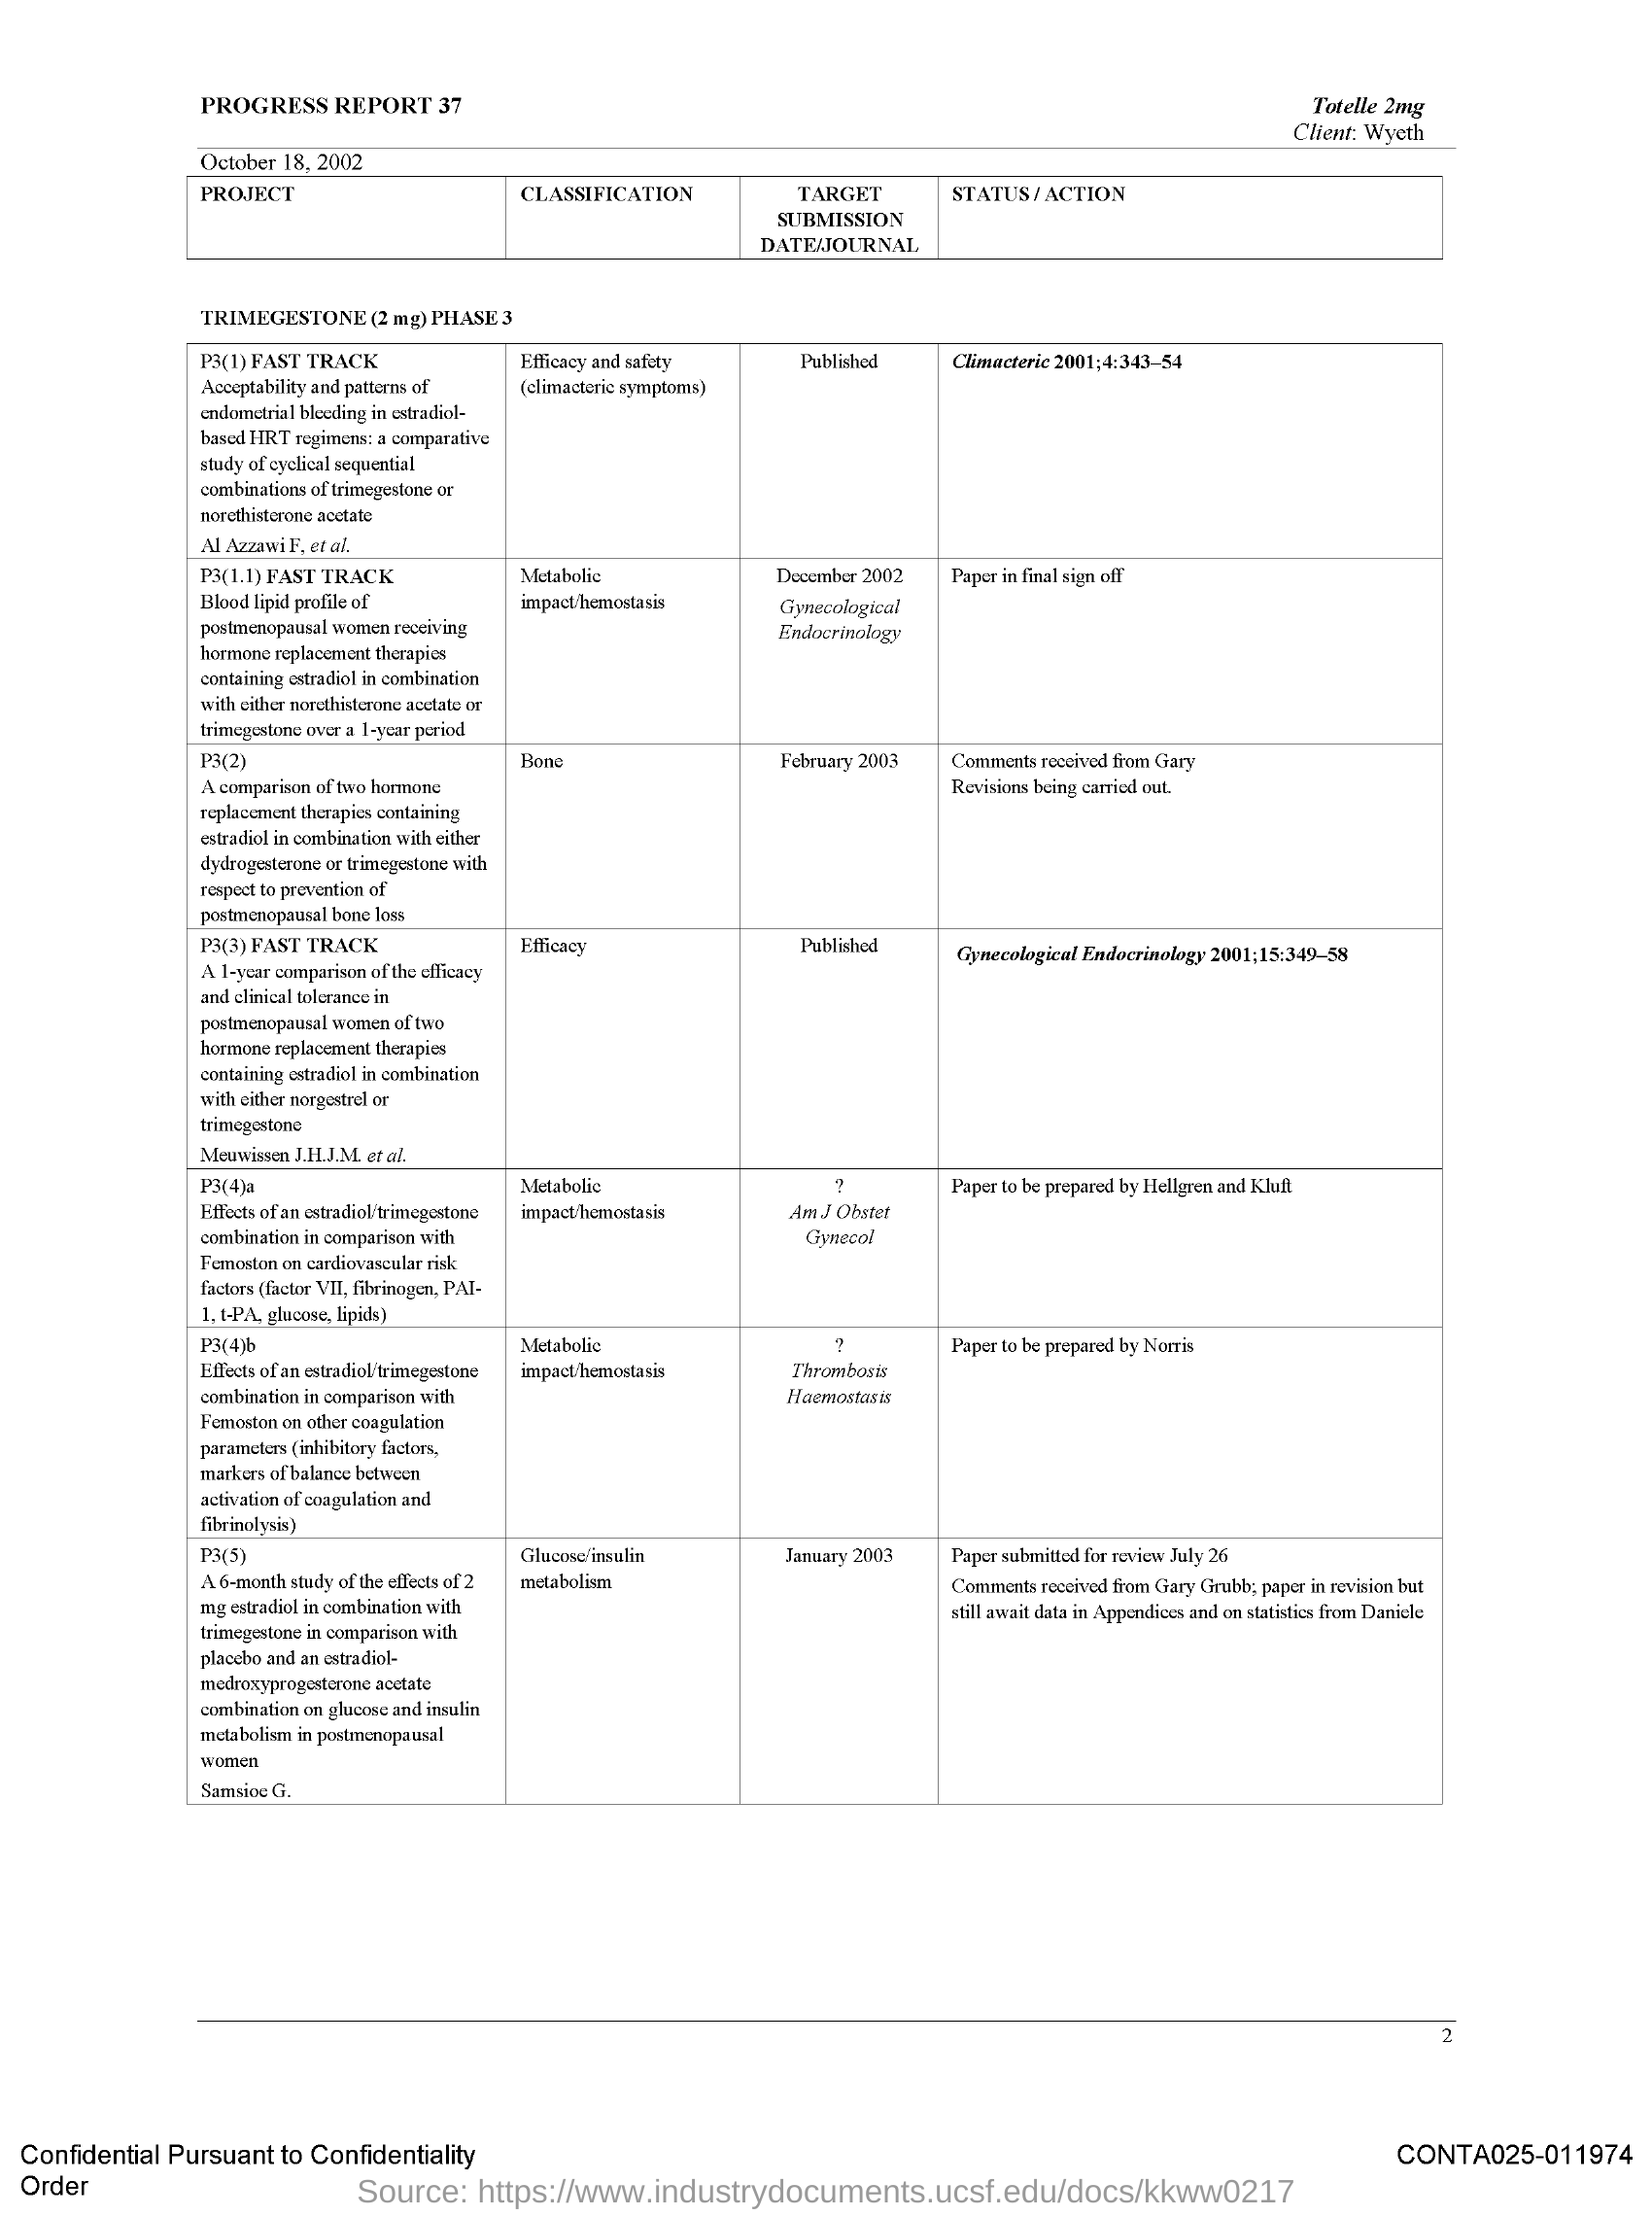 PROGRESS REPORT 37
Totelle 2mg
Client: Wyeth
October 18, 2002
PROJECT
CLASSIFICATION
TARGET
SUBMISSION
DATE/JOURNAL
STATUS / ACTION
TRIMEGESTONE (2 mg) PHASE 3
P3(1) FAST TRACK
Acceptability and patterns of
endometrial bleeding in estradiol-
based HRT regimens: a comparative
study of cyclical sequential
combinations of trimegestone or
norethisterone acetate
Al Azzawi F, et al.
Efficacy and safety
(climacteric symptoms)
Published
Climacteric 2001;4:343–54
P3(1.1) FAST TRACK
Blood lipid profile of
postmenopausal women receiving
hormone replacement therapies
containing estradiol in combination
with either norethisterone acetate or
trimegestone over a 1-year period
Metabolic
impact/hemostasis
December 2002
Gynecological
Endocrinology
Paper in final sign off
P3(2)
A comparison of two hormone
replacement therapies containing
estradiol in combination with either
dydrogesterone or trimegestone with
respect to prevention of
postmenopausal bone loss
Bone
February 2003
Comments received from Gary
Revisions being carried out.
P3(3) FAST TRACK
A 1-year comparison of the efficacy
and clinical tolerance in
postmenopausal women of two
hormone replacement therapies
containing estradiol in combination
with either norgestrel or
trimegestone
Meuwissen J.H.J.M. et al.
Efficacy
Published
Gynecological Endocrinology 2001;15:349–58
P3(4)a
Effects of an estradiol/trimegestone
combination in comparison with
Femoston on cardiovascular risk
factors (factor VII, fibrinogen, PAI-
1, t-PA, glucose, lipids)
Metabolic
impact/hemostasis
?
Am J Obstet
Gynecol
Paper to be prepared by Hellgren and Kluft
P3(4)b
Effects of an estradiol/trimegestone
combination in comparison with
Femoston on other coagulation
parameters (inhibitory factors,
markers of balance between
activation of coagulation and
fibrinolysis)
Metabolic
impact/hemostasis
?
Thrombosis
Haemostasis
Paper to be prepared by Norris
P3(5)
A 6-month study of the effects of 2
mg estradiol in combination with
trimegestone in comparison with
placebo and an estradiol-
medroxyprogesterone acetate
combination on glucose and insulin
metabolism in postmenopausal
women
Samsioe G.
Glucose/insulin
metabolism
January 2003
Paper submitted for review July 26
Comments received from Gary Grubb; paper in revision but
still await data in Appendices and on statistics from Daniele
2
Confidential Pursuant to Confidentiality
Order
CONTA025-011974
Source: https://www.industrydocuments.ucsf.edu/docs/kkww0217